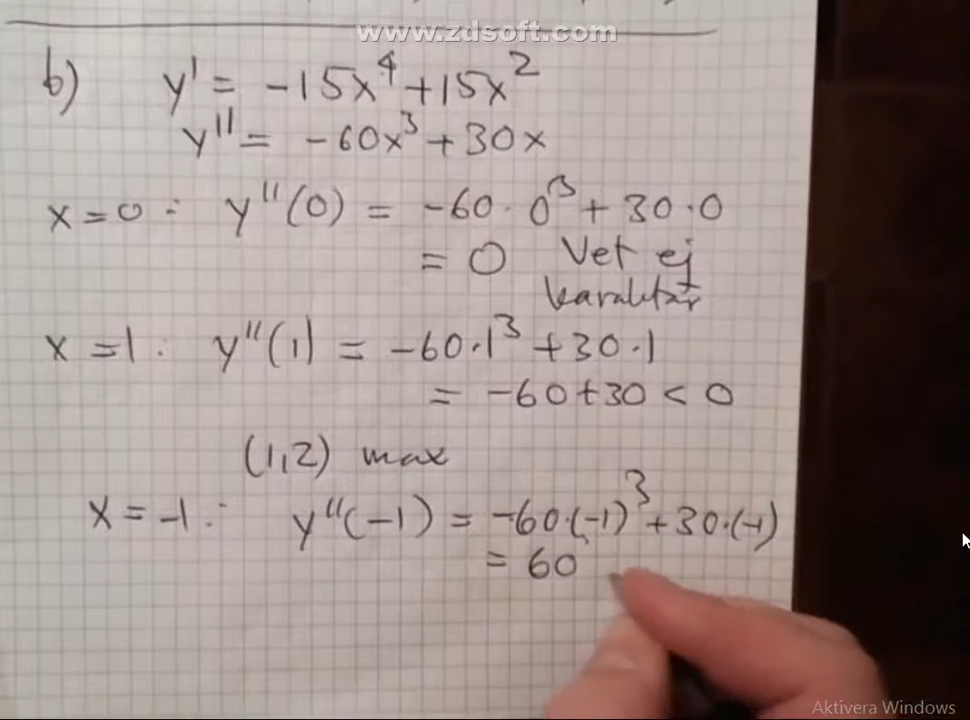 www.zdsoft.com
b) y' = -15x⁴ + 15x²
y'' = -60x³ + 30x
x = 0 : y''(0) = -60 · 0³ + 30 · 0
= 0 Vet ej
karaktär
x = 1 : y''(1) = -60 · 1³ + 30 · 1
= -60 + 30 < 0
(1,2) max
x = -1 : y''(-1) = -60 · (-1)³ + 30 · (-1)
= 60
Aktivera Windows